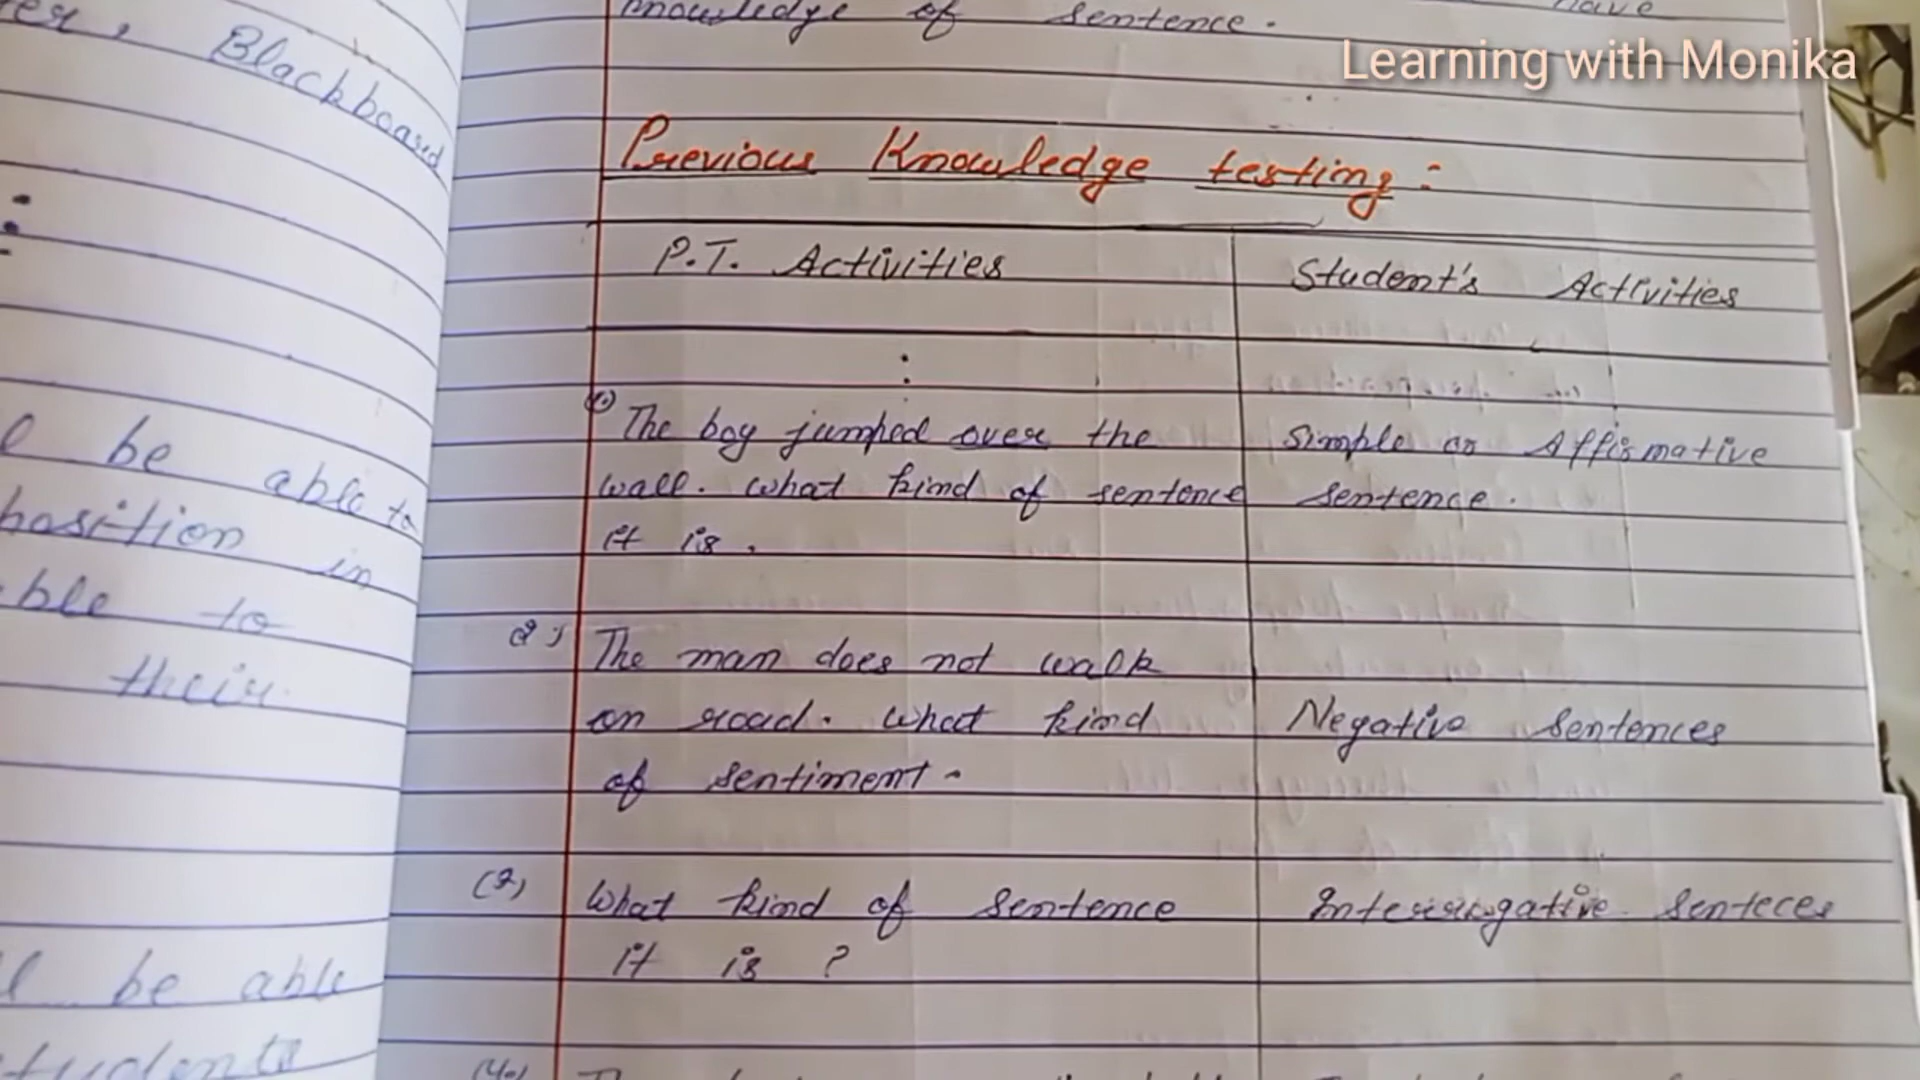 er, Blackboard
l be able to
position in
ble to
their
l be able
students
knowledge of sentence.
have
Learning with Monika
Previous Knowledge testing :-
P.T. Activities
Student's Activities
The boy jumped over the
wall. What kind of sentence
it is.
Simple or Affirmative
sentence.
(2)
The man does not walk
on road. What kind
of sentiment.
Negative sentences
What kind of sentence
it is ?
Interrogative senteces
(4)